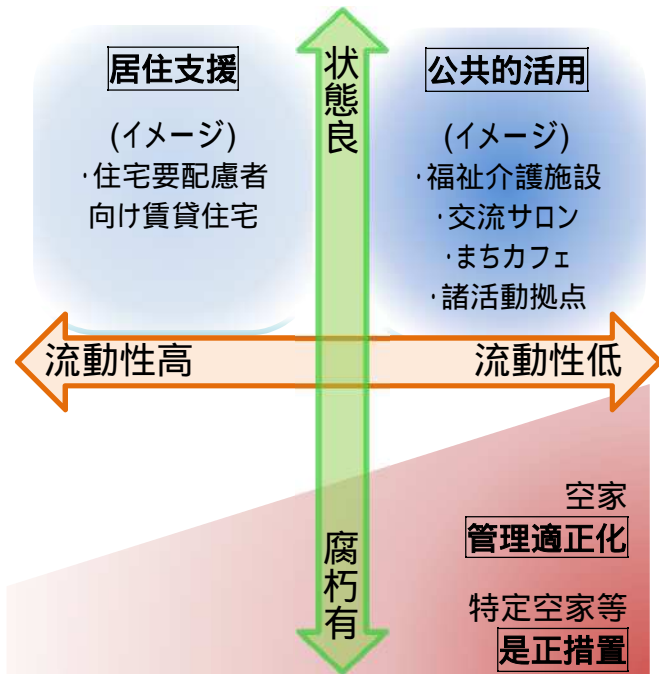 居住支援
(イメージ)
・住宅要配慮者
向け賃貸住宅
状態良
公共的活用
(イメージ)
・福祉介護施設
・交流サロン
・まちカフェ
・諸活動拠点
流動性高
流動性低
腐朽有
空家
管理適正化
特定空家等
是正措置